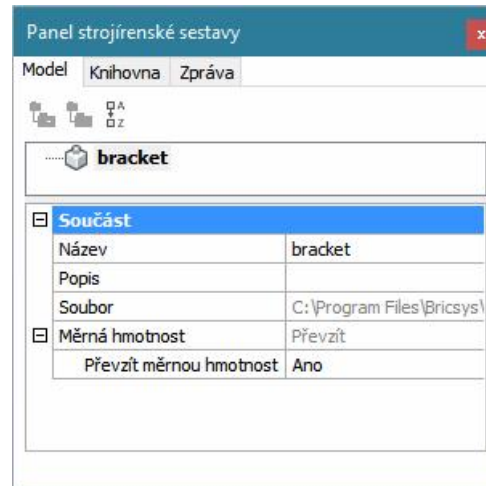 Panel strojírenské sestavy x
Model Knihovna Zpráva
A
Z
bracket
Součást
Název bracket
Popis
Soubor C:\Program Files\Bricsys\
Měrná hmotnost Převzít
Převzít měrnou hmotnost Ano